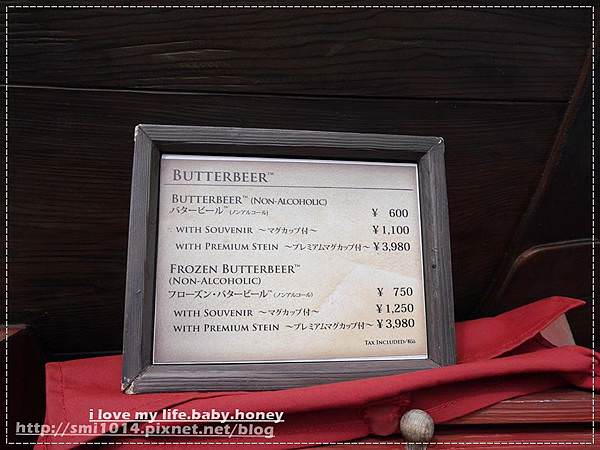 BUTTERBEER™
BUTTERBEER™ (NON-ALCOHOLIC)
バタービール™ (ノンアルコール) ¥ 600
WITH SOUVENIR ～マグカップ付～ ¥1,100
WITH PREMIUM STEIN ～プレミアムマグカップ付～ ¥3,980
FROZEN BUTTERBEER™
(NON-ALCOHOLIC)
フローズン・バタービール™ (ノンアルコール) ¥ 750
WITH SOUVENIR ～マグカップ付～ ¥1,250
WITH PREMIUM STEIN ～プレミアムマグカップ付～ ¥3,980
TAX INCLUDED/税込
i love my life.baby.honey
http://smi1014.pixnet.net/blog